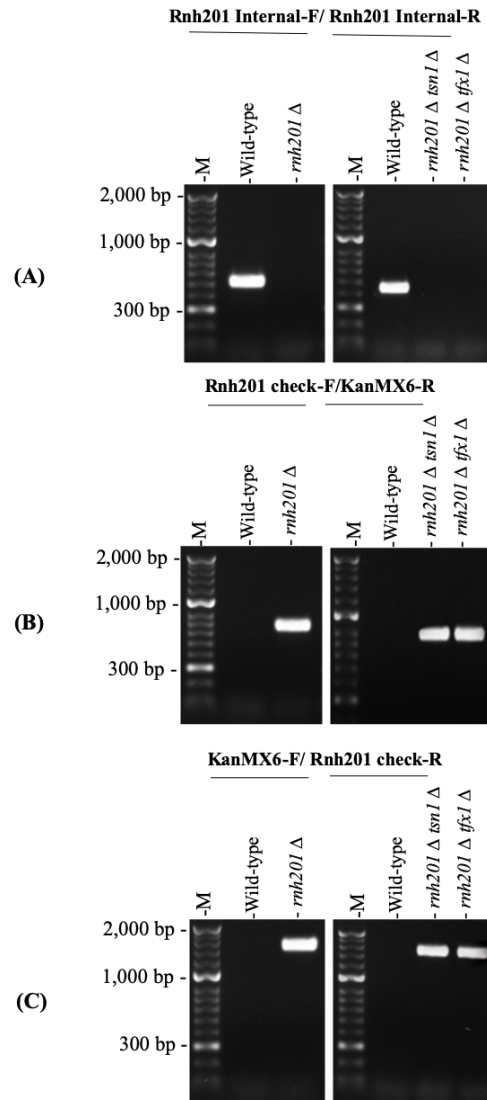 Rnh201 Internal-F/ Rnh201 Internal-R
-M
-Wild-type
- rnh201 Δ
-M
-Wild-type
- rnh201 Δ tsn1 Δ
- rnh201 Δ tfx1 Δ
2,000 bp -
1,000 bp -
300 bp -
(A)
Rnh201 check-F/KanMX6-R
-M
-Wild-type
- rnh201 Δ
-M
-Wild-type
- rnh201 Δ tsn1 Δ
- rnh201 Δ tfx1 Δ
2,000 bp -
1,000 bp -
300 bp -
(B)
KanMX6-F/ Rnh201 check-R
-M
-Wild-type
- rnh201 Δ
-M
-Wild-type
- rnh201 Δ tsn1 Δ
- rnh201 Δ tfx1 Δ
2,000 bp -
1,000 bp -
300 bp -
(C)